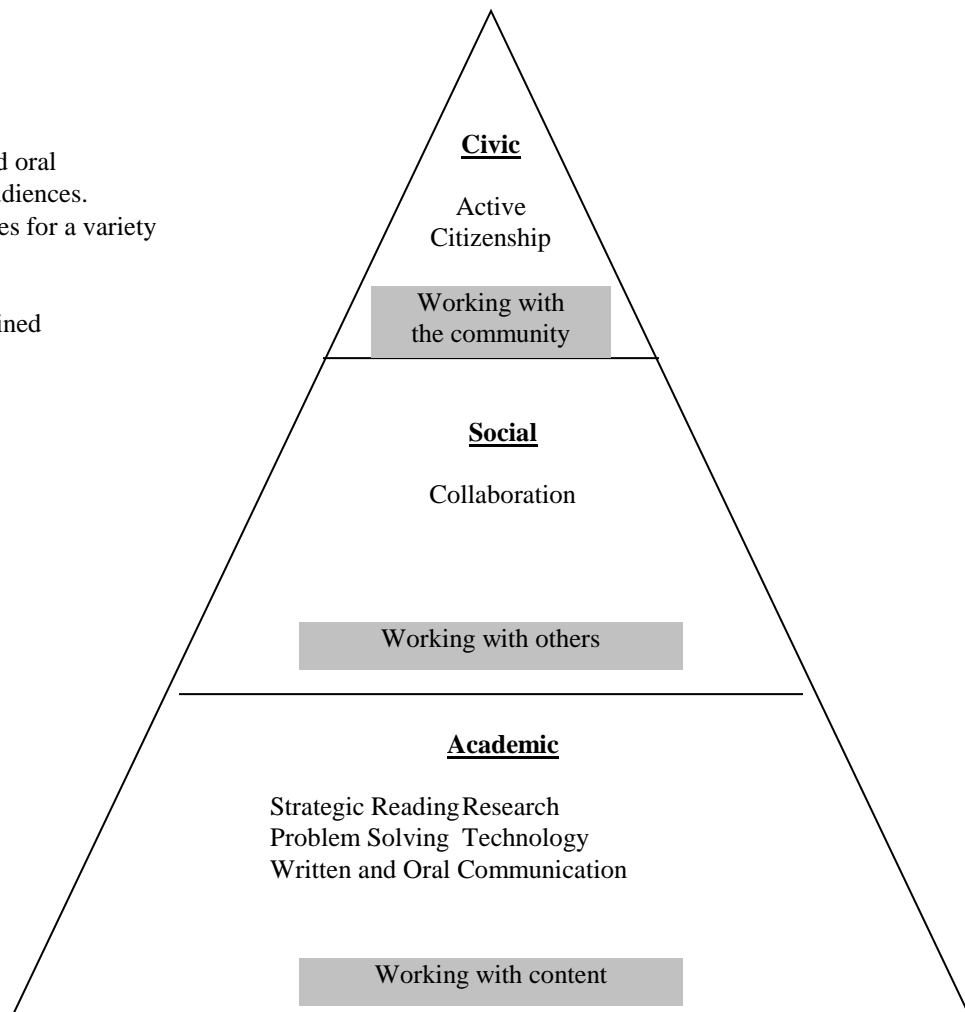 d oral
udiences.
es for a variety
ined
Civic
Active
Citizenship
Working with
the community
Social
Collaboration
Working with others
Academic
Strategic Reading Research
Problem Solving Technology
Written and Oral Communication
Working with content